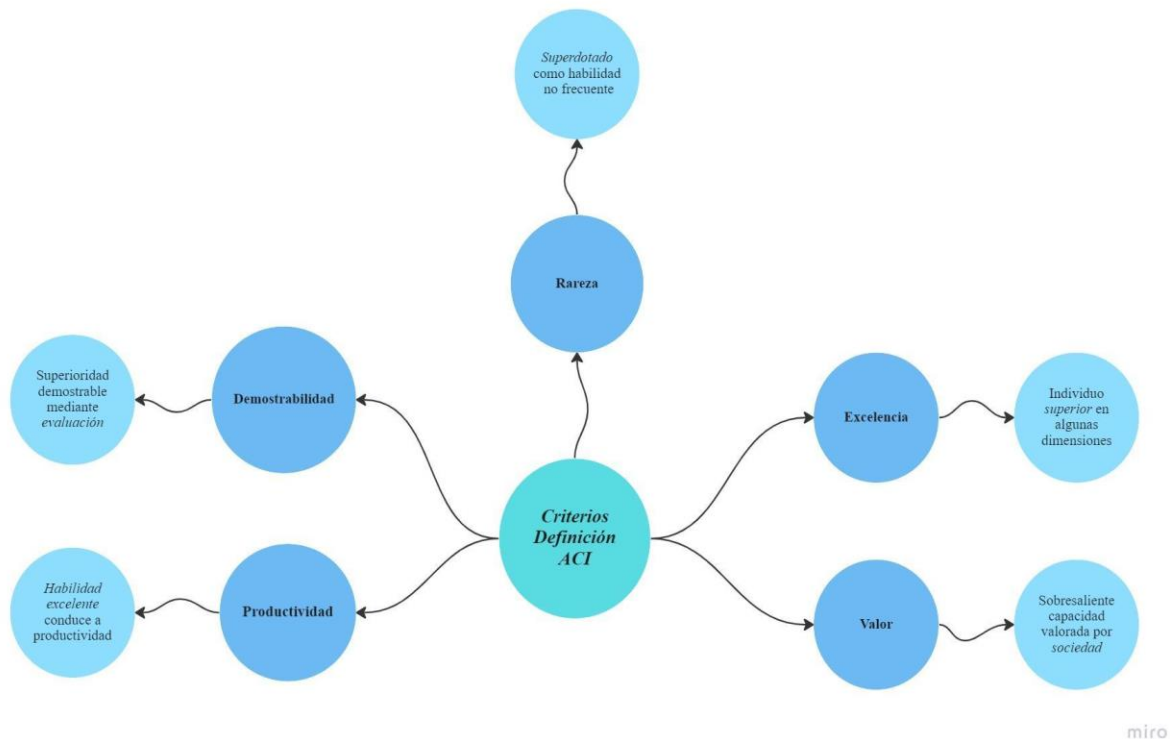 Superdotado
como habilidad
no frecuente
Rareza
Superioridad
demostrable
mediante
evaluación
Demostrabilidad
Excelencia
Individuo
superior en
algunas
dimensiones
Criterios
Definición
ACI
Habilidad
excelente
conduce a
productividad
Productividad
Valor
Sobresaliente
capacidad
valorada por
sociedad
miro